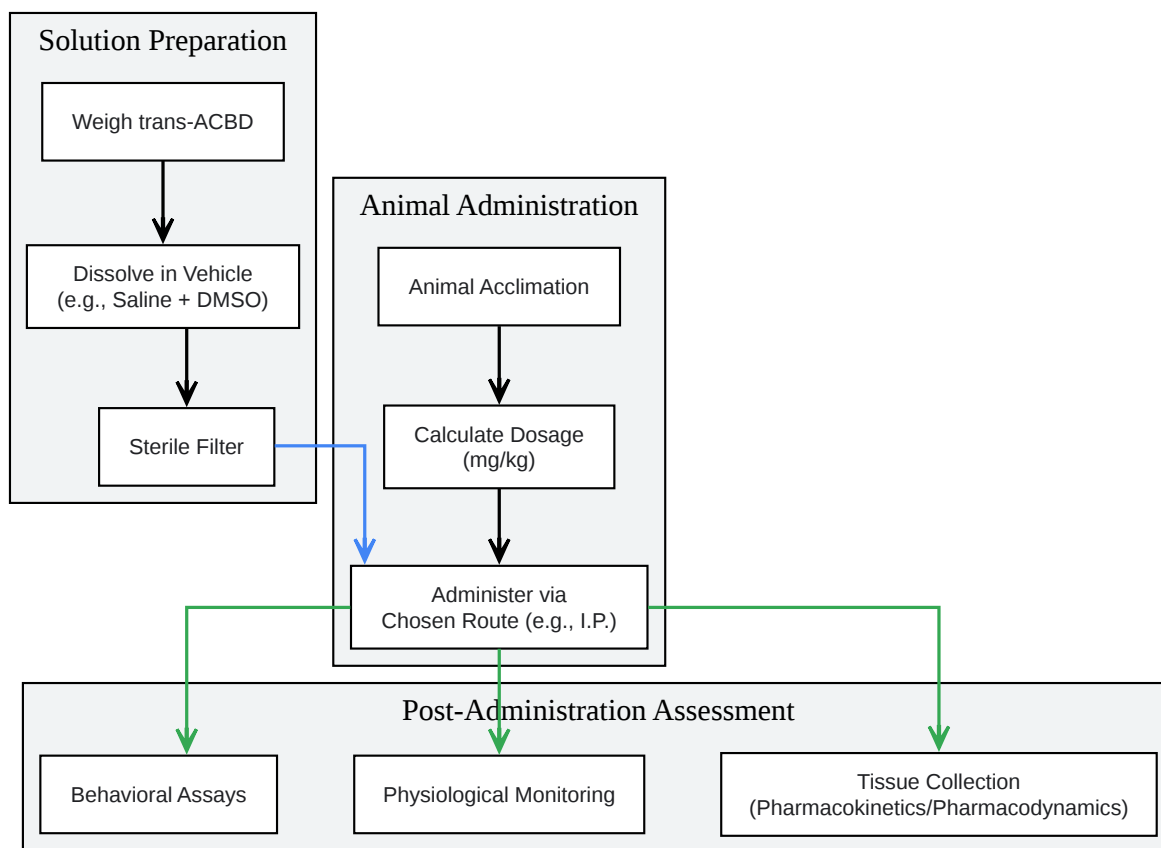 Solution Preparation
Weigh trans-ACBD
Dissolve in Vehicle
(e.g., Saline + DMSO)
Sterile Filter
Animal Administration
Animal Acclimation
Calculate Dosage
(mg/kg)
Administer via
Chosen Route (e.g., I.P.)
Post-Administration Assessment
Behavioral Assays
Physiological Monitoring
Tissue Collection
(Pharmacokinetics/Pharmacodynamics)